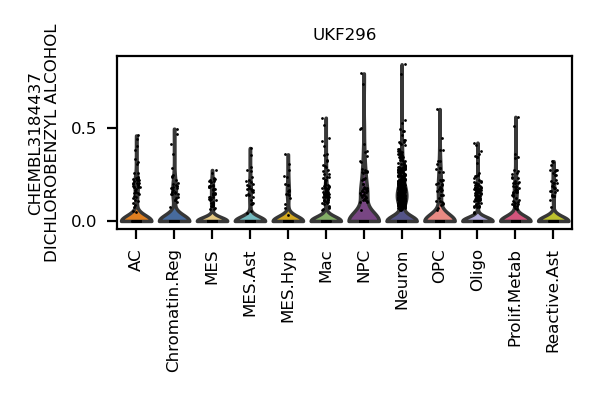 UKF296
CHEMBL3184437
DICHLOROBENZYL ALCOHOL
0.5
0.0
AC
Chromatin.Reg
MES
MES.Ast
MES.Hyp
Mac
NPC
Neuron
OPC
Oligo
Prolif.Metab
Reactive.Ast